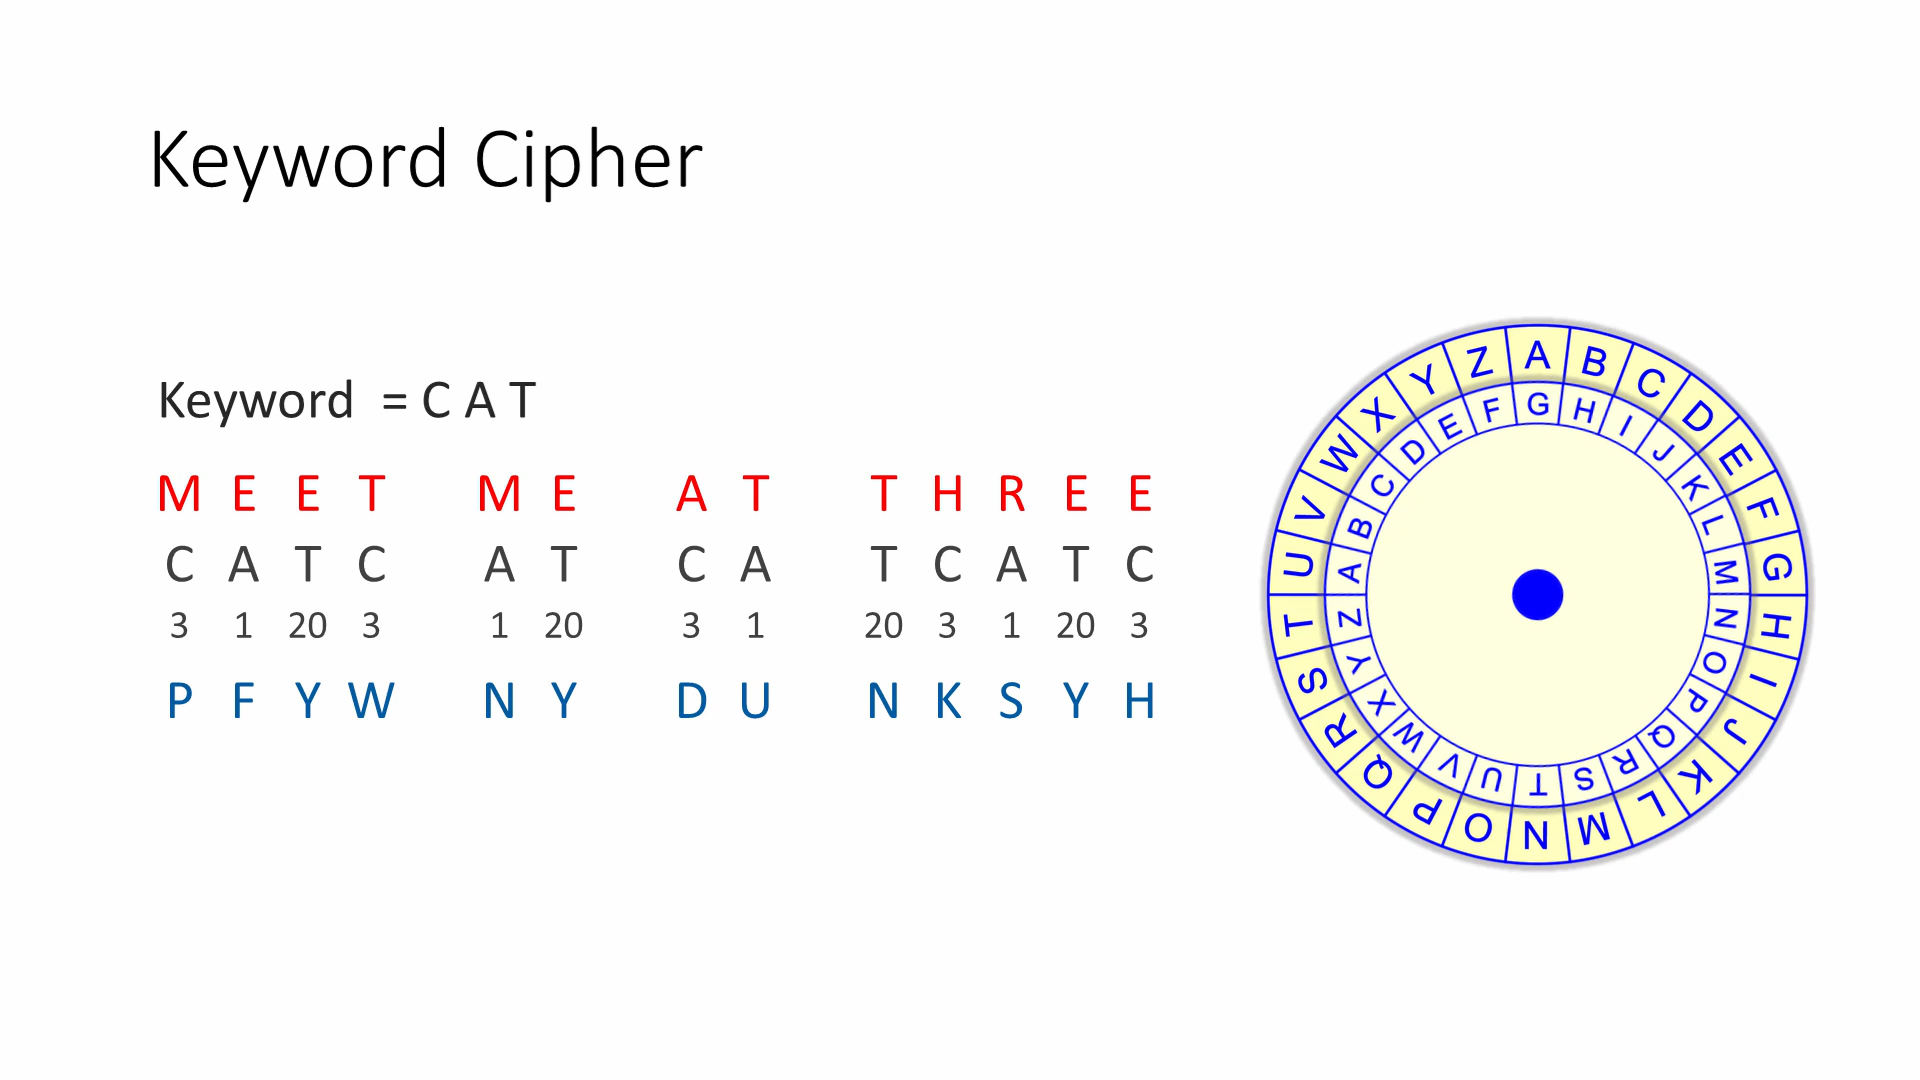 Keyword Cipher
Keyword = C A T
M E E T M E A T T H R E E
C A T C A T C A T C A T C
3 1 20 3 1 20 3 1 20 3 1 20 3
P F Y W N Y D U N K S Y H
A B C D E F G H I J K L M N O P Q R S T U V W X Y Z
G H I J K L M N O P Q R S T U V W X Y Z A B C D E F